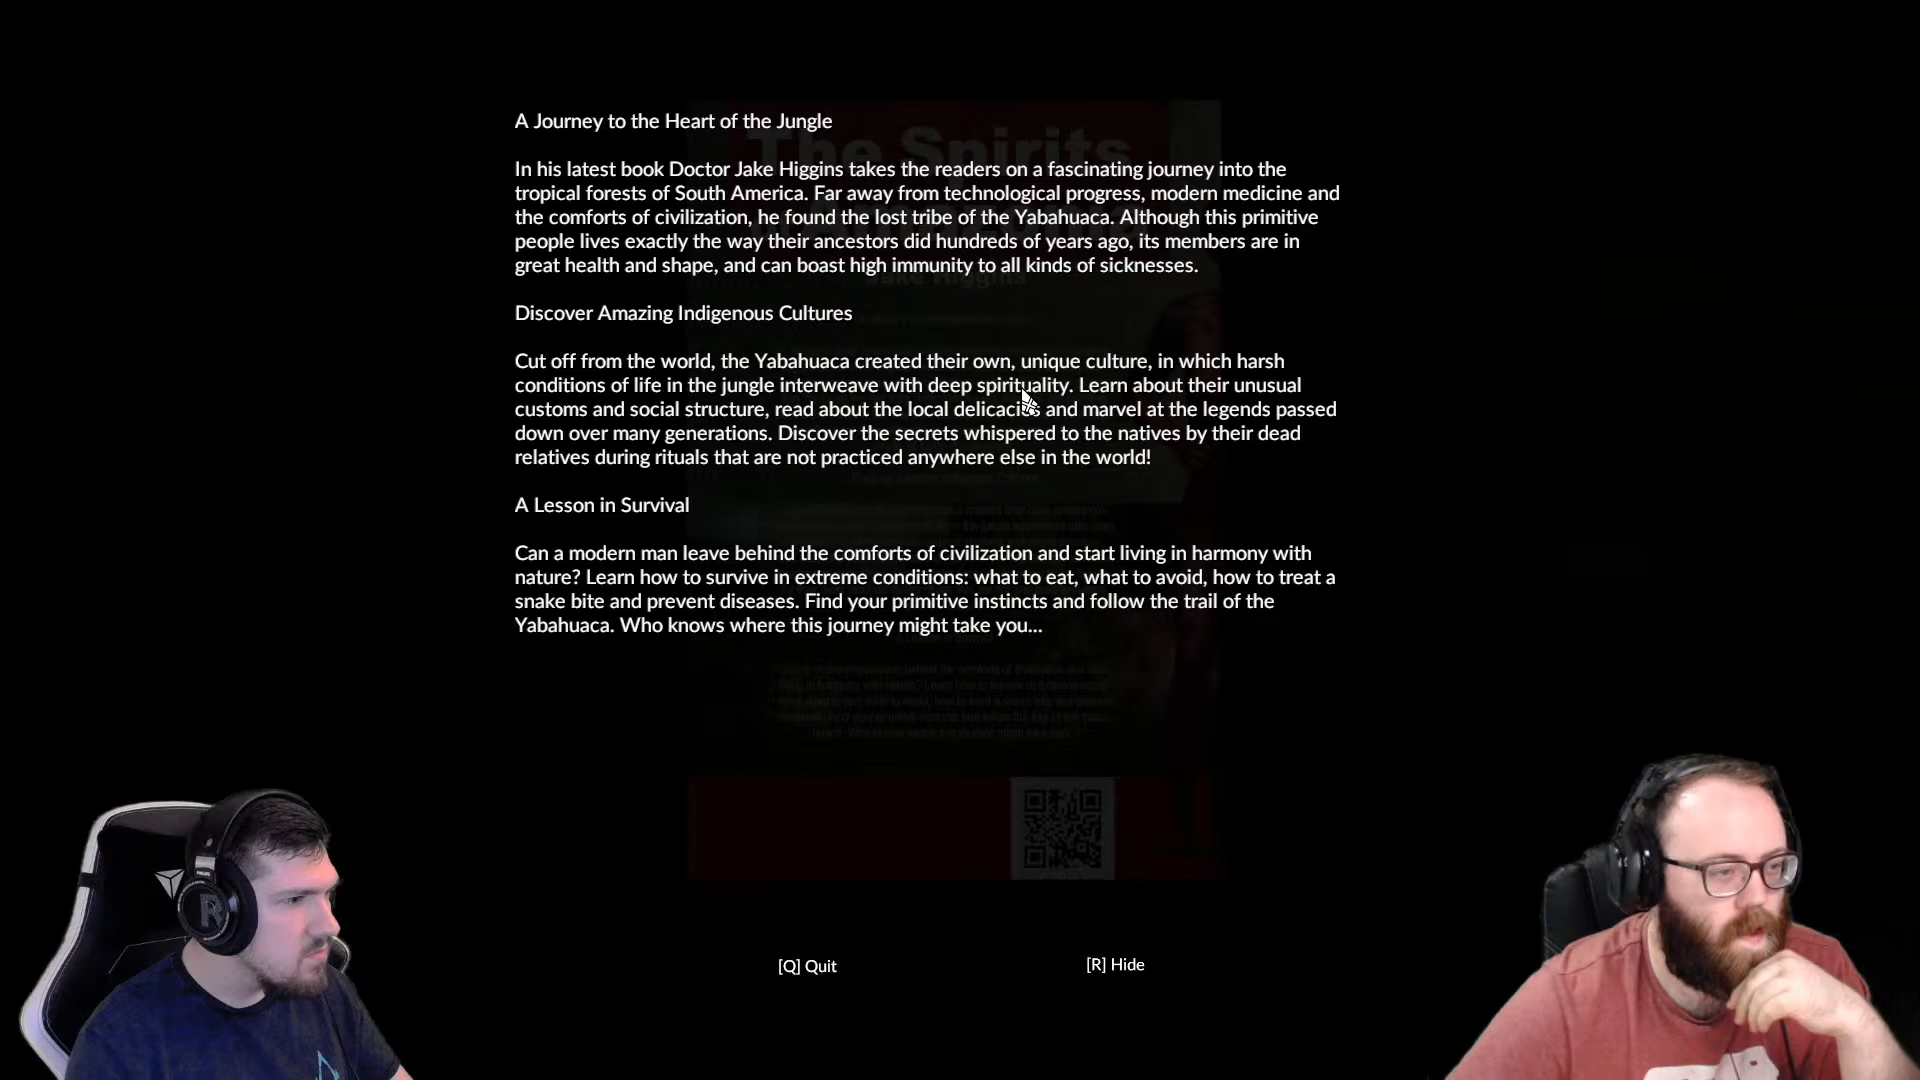 A Journey to the Heart of the Jungle
In his latest book Doctor Jake Higgins takes the readers on a fascinating journey into the
tropical forests of South America. Far away from technological progress, modern medicine and
the comforts of civilization, he found the lost tribe of the Yabahuaca. Although this primitive
people lives exactly the way their ancestors did hundreds of years ago, its members are in
great health and shape, and can boast high immunity to all kinds of sicknesses.
Discover Amazing Indigenous Cultures
Cut off from the world, the Yabahuaca created their own, unique culture, in which harsh
conditions of life in the jungle interweave with deep spirituality. Learn about their unusual
customs and social structure, read about the local delicacies and marvel at the legends passed
down over many generations. Discover the secrets whispered to the natives by their dead
relatives during rituals that are not practiced anywhere else in the world!
A Lesson in Survival
Can a modern man leave behind the comforts of civilization and start living in harmony with
nature? Learn how to survive in extreme conditions: what to eat, what to avoid, how to treat a
snake bite and prevent diseases. Find your primitive instincts and follow the trail of the
Yabahuaca. Who knows where this journey might take you...
The Spirits
Jake Higgins
R
[Q] Quit
[R] Hide